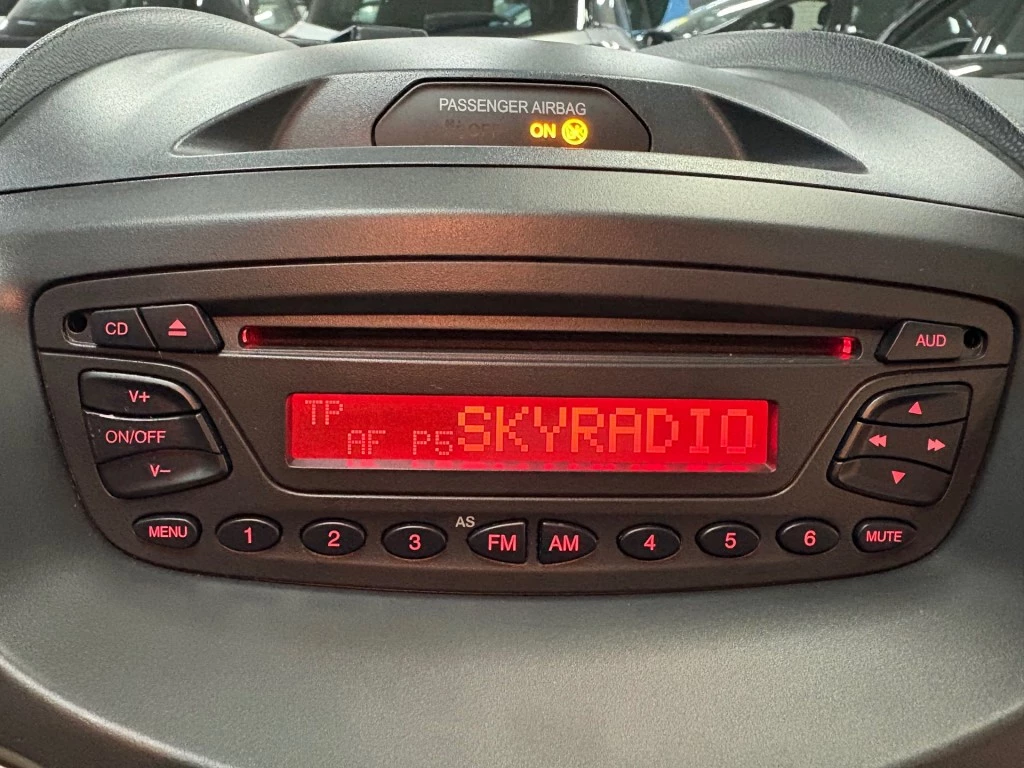 PASSENGER AIRBAG
OFF ON
CD AUD
V+
ON/OFF
V–
TP
AF P5 SKYRADIO
MENU 1 2 3 AS FM AM 4 5 6 MUTE